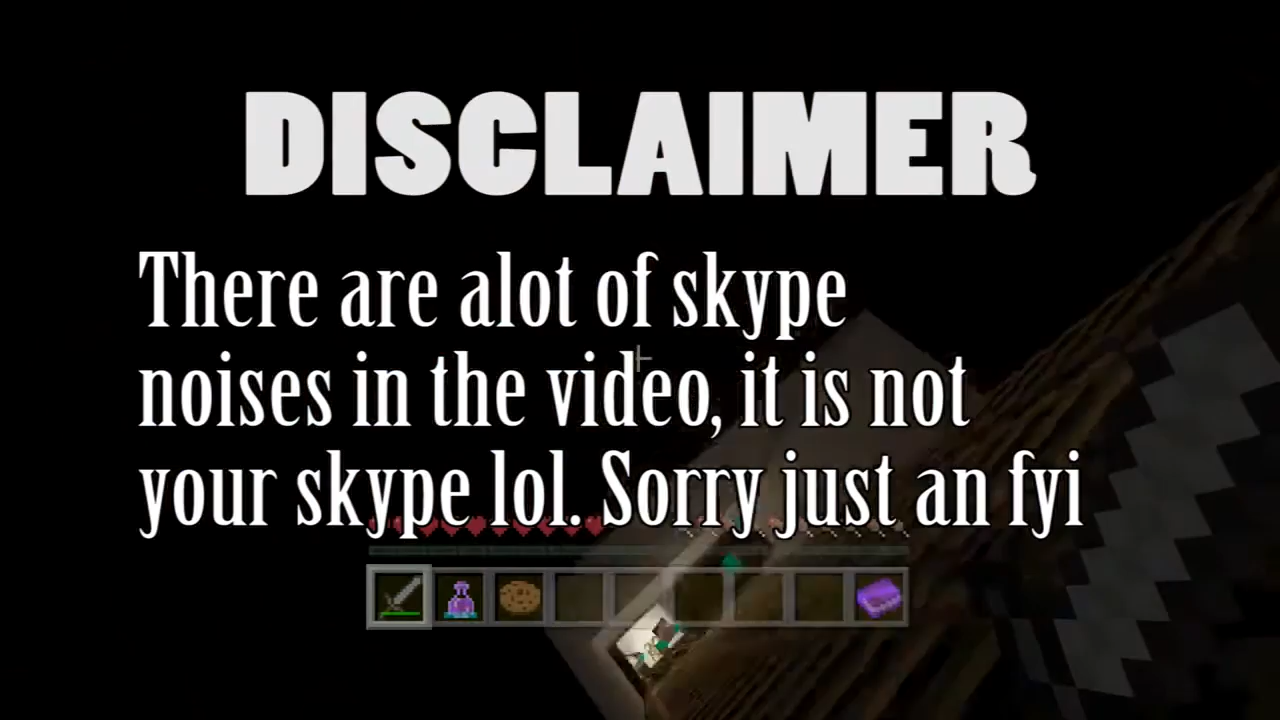 DISCLAIMER
There are alot of skype
noises in the video, it is not
your skype lol. Sorry just an fyi